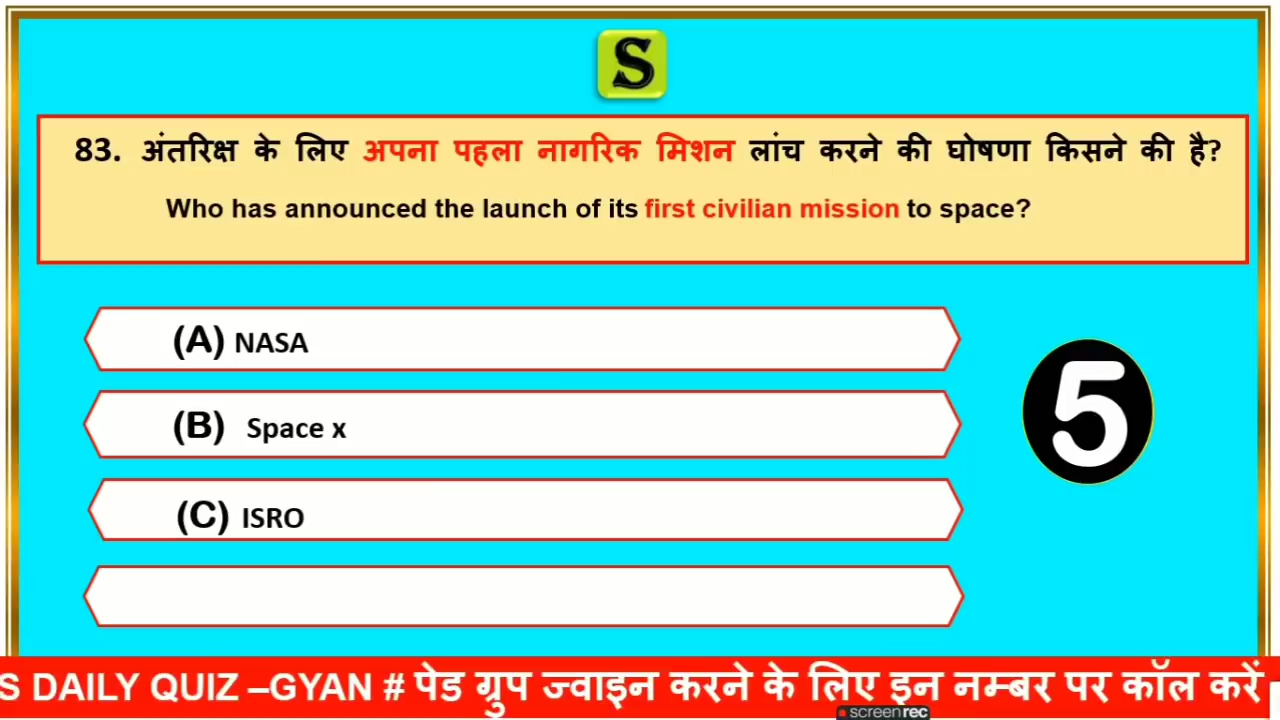 S
83. अंतरिक्ष के लिए अपना पहला नागरिक मिशन लांच करने की घोषणा किसने की है?
Who has announced the launch of its first civilian mission to space?
(A) NASA
(B) Space x
5
(C) ISRO
S DAILY QUIZ –GYAN # पेड ग्रुप ज्वाइन करने के लिए इन नम्बर पर कॉल करें
screenrec